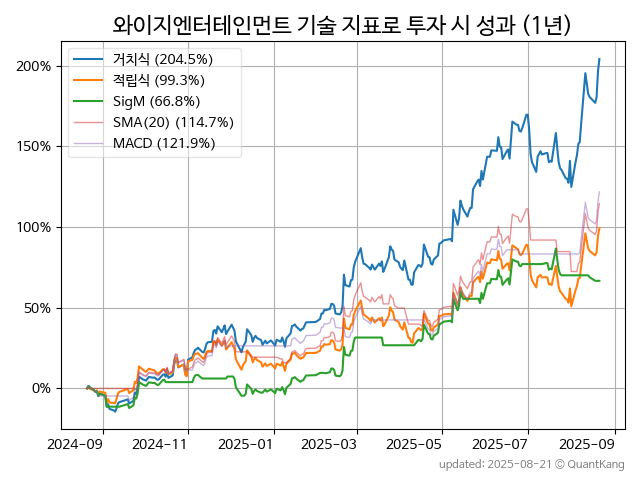 와이지엔터테인먼트 기술 지표로 투자 시 성과 (1년)
거치식 (204.5%)
적립식 (99.3%)
SigM (66.8%)
SMA(20) (114.7%)
MACD (121.9%)
200%
150%
100%
50%
0%
2024-09 2024-11 2025-01 2025-03 2025-05 2025-07 2025-09
updated: 2025-08-21 © QuantKang